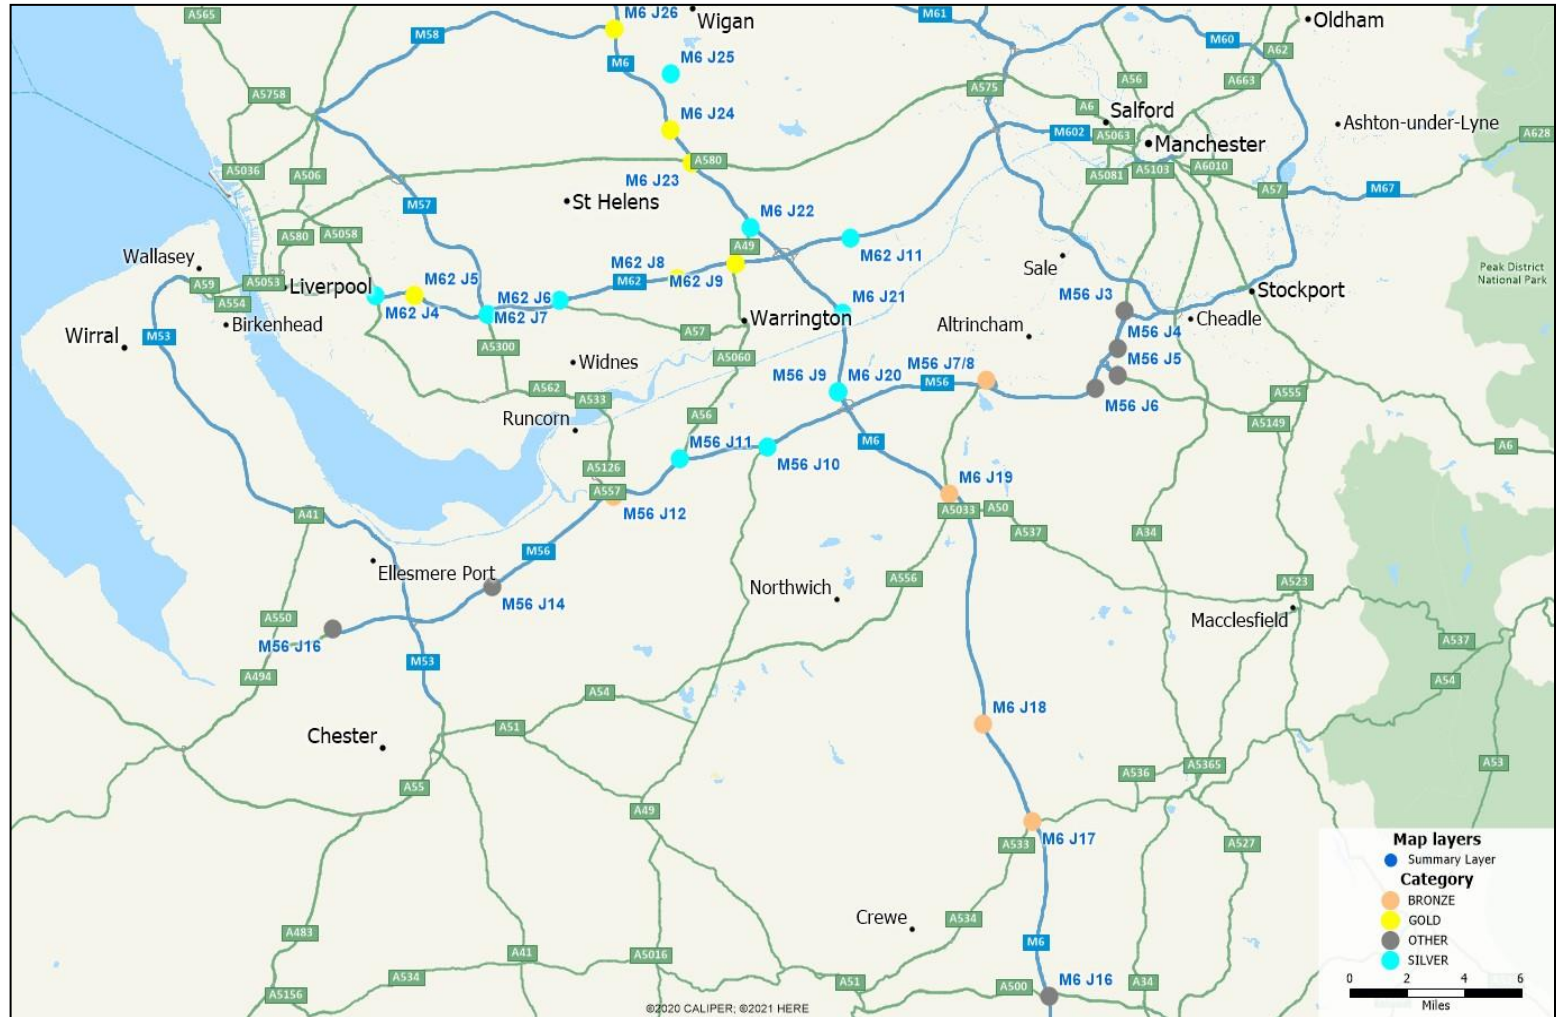 A565
M58
M6 J26
Wigan
M61
M60
Oldham
A62
M6
M6 J25
A5758
A575
A56
A663
M6 J24
A6
Salford
M602
A5063
Manchester
Ashton-under-Lyne
A628
A5036
A506
A580
M6 J23
A5081
A5103
A6010
A57
M67
M57
St Helens
M6 J22
A580
A5058
A49
M62 J11
Wallasey
A59
A5053
Liverpool
M62 J5
M62 J8
M62
M62 J9
Sale
Peak District
National Park
A554
M62 J4
M62 J6
M62 J7
M6 J21
M56 J3
Stockport
Birkenhead
Wirral
M53
A5300
A57
Warrington
Altrincham
M56 J4
Cheadle
Widnes
A5060
M56 J5
M56 J7/8
M56 J9
M6 J20
M56
A562
A533
M56 J6
A555
Runcorn
A56
A5149
M56 J11
M6
A6
M56 J10
A5126
A557
M6 J19
M56 J12
A5033
A50
A41
A537
A34
M56
Ellesmere Port
Northwich
A556
A523
M56 J14
A550
Macclesfield
M56 J16
A537
M53
A494
A54
A54
M6 J18
A51
Chester
A53
A536
A5365
A55
A49
A533
M6 J17
A527
Map layers
Summary Layer
Category
BRONZE
GOLD
OTHER
SILVER
0 2 4 6
Miles
Crewe
A534
A483
M6
A41
A5016
A534
A51
M6 J16
A500
A34
A5156
©2020 CALIPER; ©2021 HERE